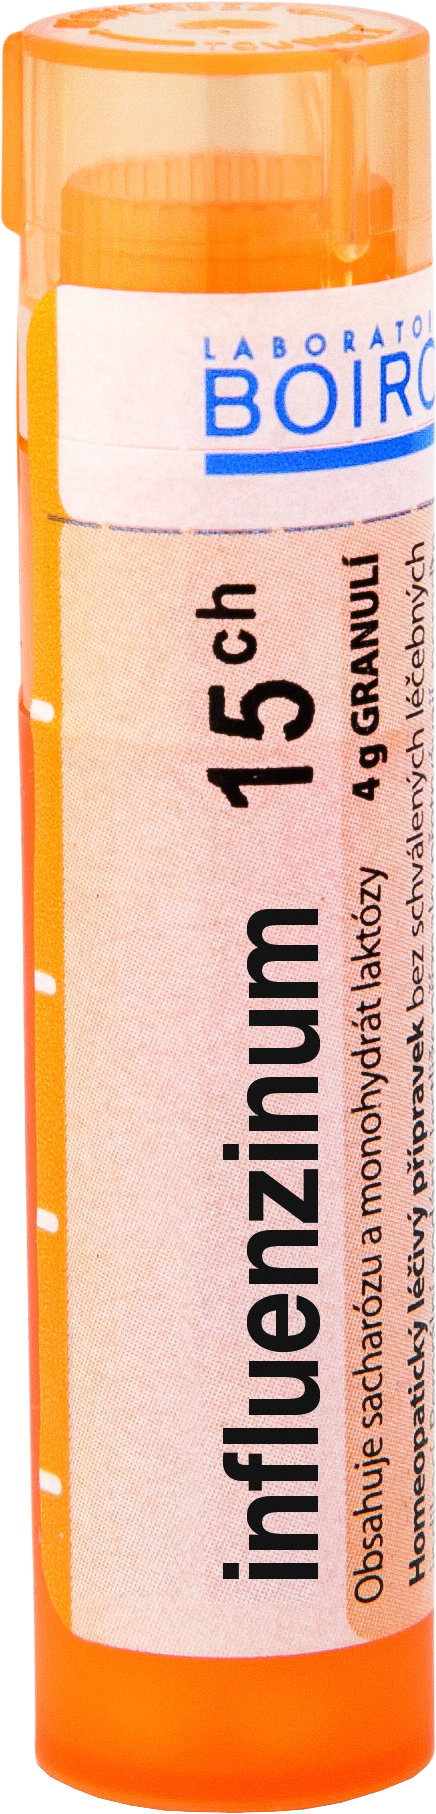 LABORATOI
BOIRO
influenzinum 15 ch
Obsahuje sacharózu a monohydrát laktózy 4 g GRANULÍ
Homeopatický léčivý přípravek bez schválených léčebných